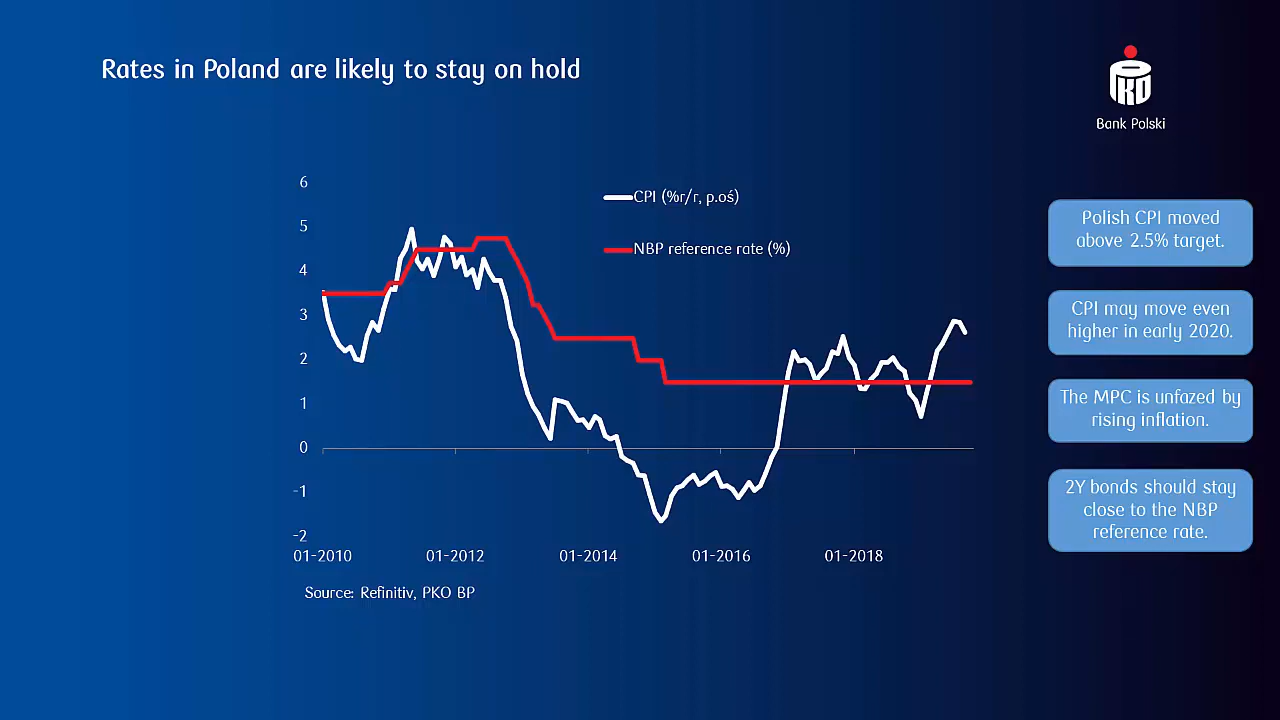 Rates in Poland are likely to stay on hold
PKO
Bank Polski
6
5
4
3
2
1
0
-1
-2
CPI (%r/r, p.oś)
NBP reference rate (%)
01-2010
01-2012
01-2014
01-2016
01-2018
Source: Refinitiv, PKO BP
Polish CPI moved
above 2.5% target.
CPI may move even
higher in early 2020.
The MPC is unfazed by
rising inflation.
2Y bonds should stay
close to the NBP
reference rate.